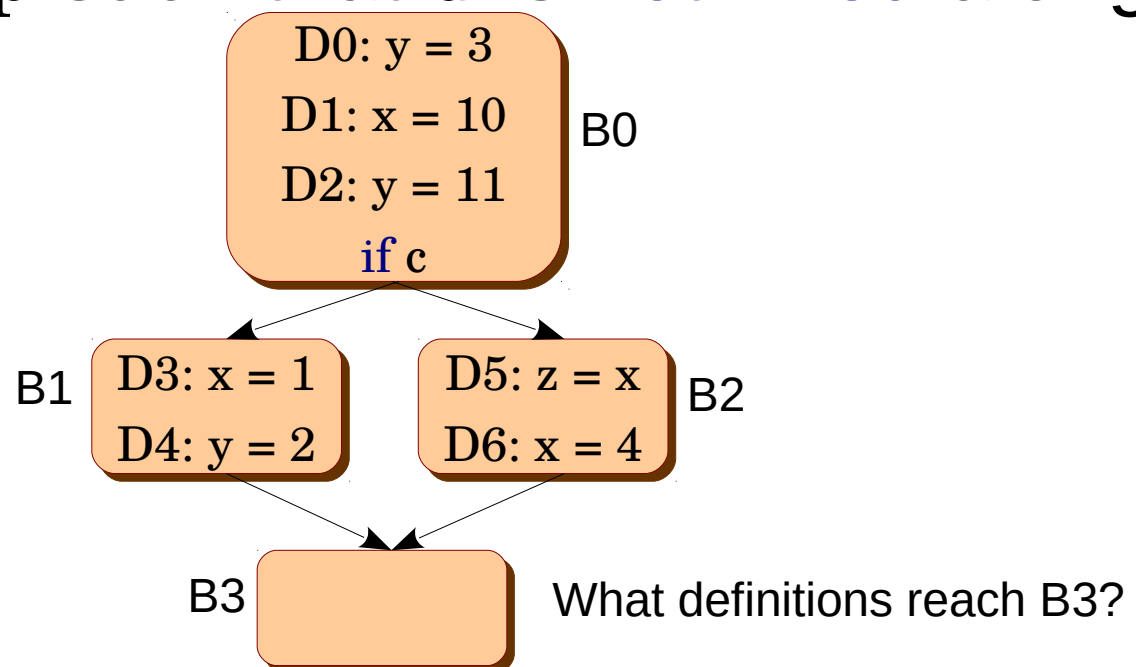 D0: y = 3
D1: x = 10
D2: y = 11
if c
B0
B1
D3: x = 1
D4: y = 2
D5: z = x
D6: x = 4
B2
B3
What definitions reach B3?